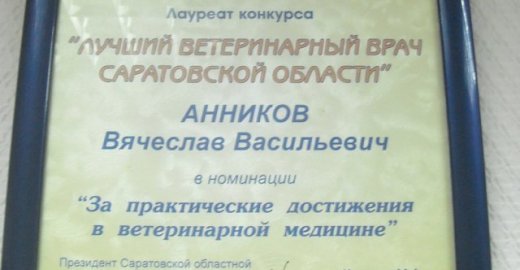 Лауреат конкурса
"ЛУЧШИЙ ВЕТЕРИНАРНЫЙ ВРАЧ
САРАТОВСКОЙ ОБЛАСТИ"
АННИКОВ
Вячеслав Васильевич
в номинации
"За практические достижения
в ветеринарной медицине"
Президент Саратовской областной